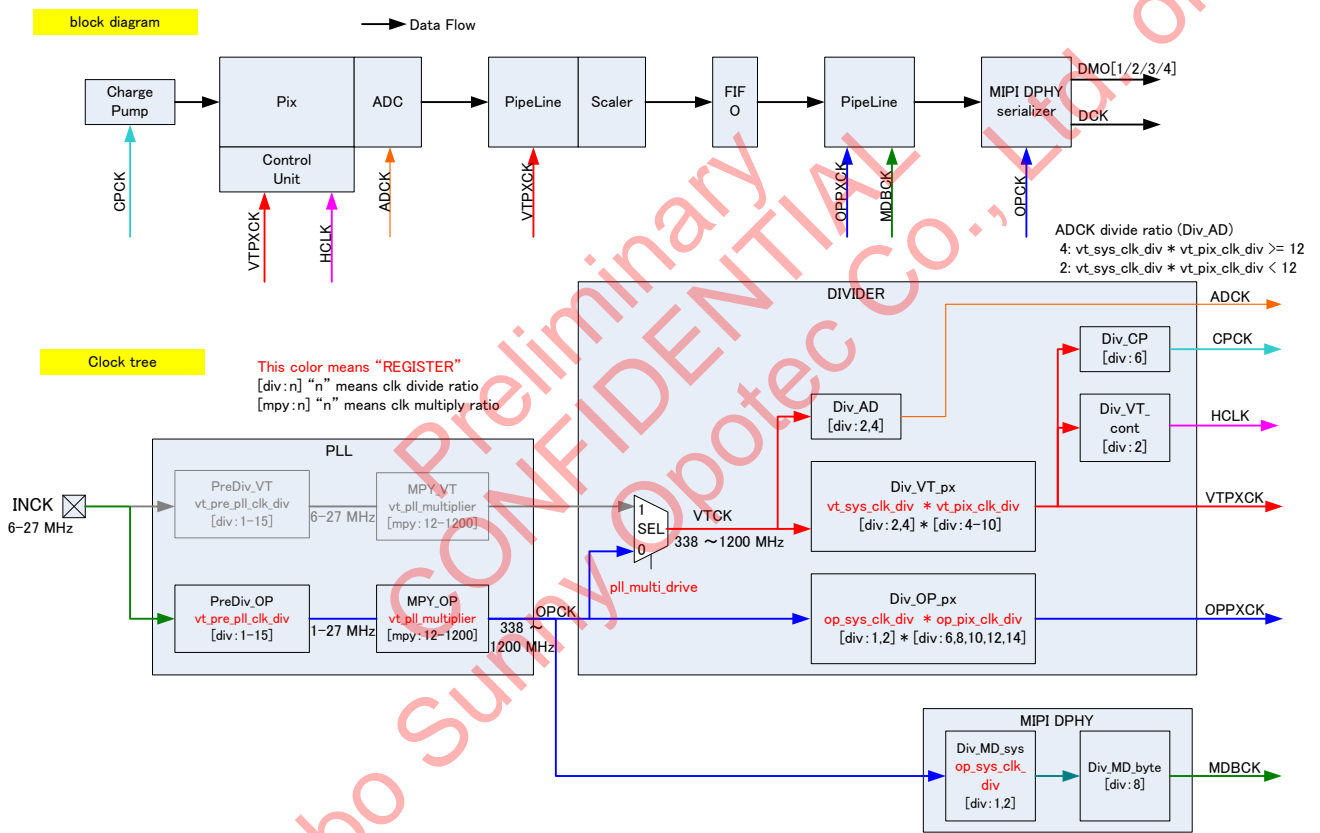 block diagram
Data Flow
Charge
Pump
Pix
ADC
Control
Unit
PipeLine
Scaler
FIF
O
PipeLine
MIPI DPHY
serializer
DMO[1/2/3/4]
DCK
CPCK
VTPXCK
HCLK
ADCK
VTPXCK
OPPXCK
MDBCK
OPCK
ADCK divide ratio (Div_AD)
4: vt_sys_clk_div * vt_pix_clk_div >= 12
2: vt_sys_clk_div * vt_pix_clk_div < 12
Clock tree
This color means “REGISTER”
[div:n] “n” means clk divide ratio
[mpy:n] “n” means clk multiply ratio
PLL
INCK
6-27 MHz
PreDiv_VT
vt_pre_pll_clk_div
[div:1-15]
6-27 MHz
MPY_VT
vt_pll_multiplier
[mpy:12-1200]
PreDiv_OP
vt_pre_pll_clk_div
[div:1-15]
1-27 MHz
MPY_OP
vt_pll_multiplier
[mpy:12-1200]
OPCK
338 ~
1200 MHz
DIVIDER
1
SEL
0
pll_multi_drive
VTCK
338 ~1200 MHz
Div_AD
[div:2,4]
Div_VT_px
vt_sys_clk_div * vt_pix_clk_div
[div:2,4] * [div:4-10]
Div_OP_px
op_sys_clk_div * op_pix_clk_div
[div:1,2] * [div:6,8,10,12,14]
Div_CP
[div:6]
Div_VT_
cont
[div:2]
ADCK
CPCK
HCLK
VTPXCK
OPPXCK
MIPI DPHY
Div_MD_sys
op_sys_clk_
div
[div:1,2]
Div_MD_byte
[div:8]
MDBCK
Preliminary
CONFIDENTIAL
bo Sunny Opotec Co., Ltd. or